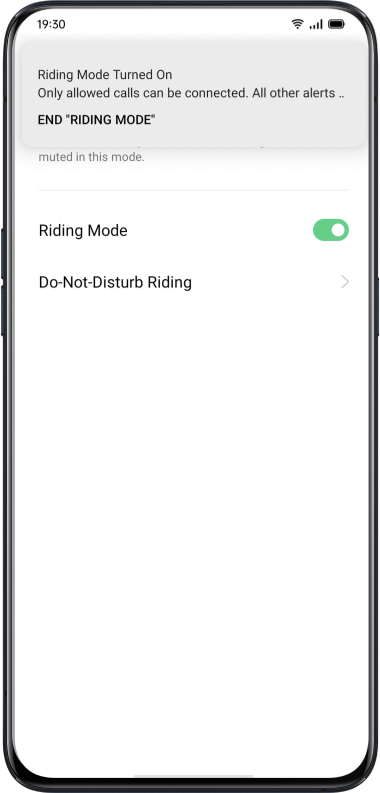 19:30
Riding Mode Turned On
Only allowed calls can be connected. All other alerts ..
END "RIDING MODE"
muted in this mode.
Riding Mode
Do-Not-Disturb Riding